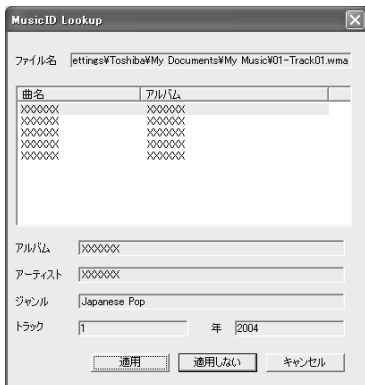 MusicID Lookup
ファイル名 ettings¥Toshiba¥My Documents¥My Music¥01-Track01.wma
曲名 アルバム
XXXXXX XXXXXX
XXXXXX XXXXXX
XXXXXX XXXXXX
XXXXXX XXXXXX
XXXXXX XXXXXX
アルバム XXXXXX
アーティスト XXXXXX
ジャンル Japanese Pop
トラック 1 年 2004
適用 適用しない キャンセル